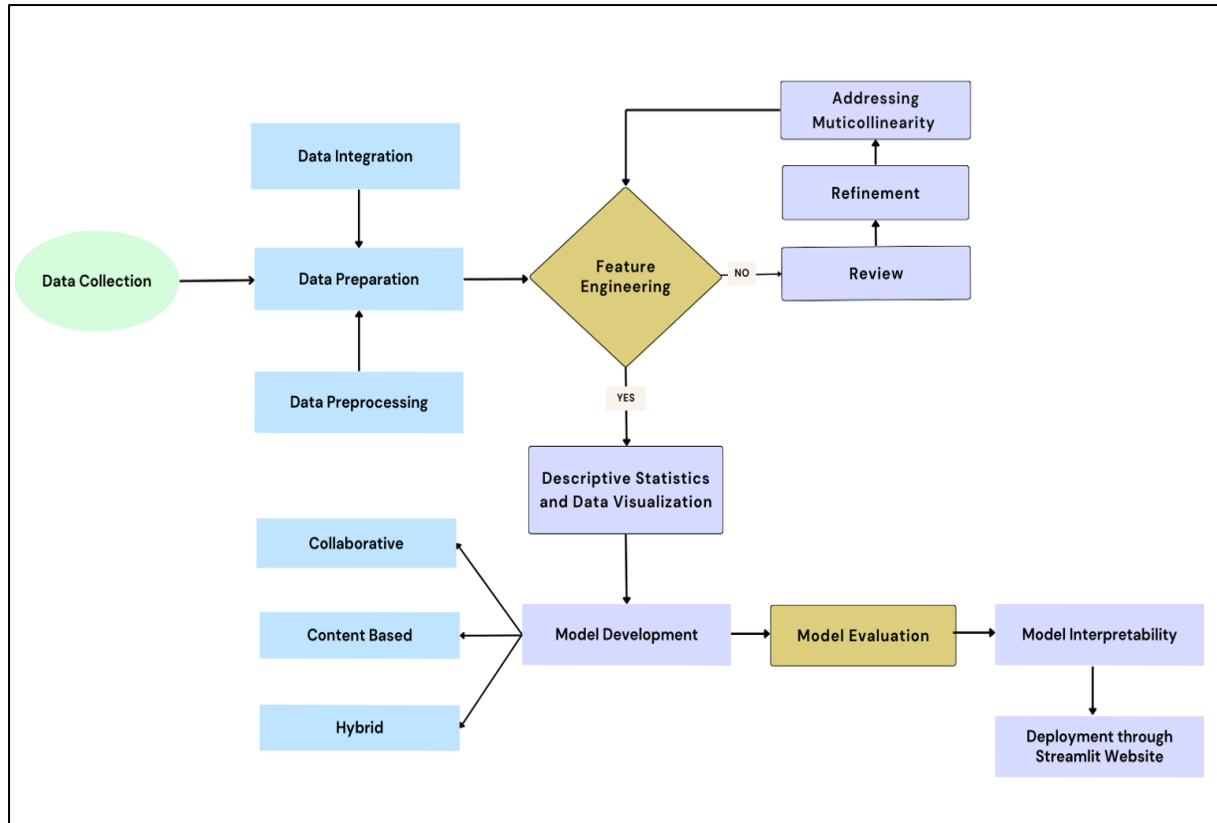 Addressing
Muticollinearity
Data Integration
Refinement
Data Collection
Data Preparation
Feature
Engineering
NO
Review
Data Preprocessing
YES
Descriptive Statistics
and Data Visualization
Collaborative
Content Based
Hybrid
Model Development
Model Evaluation
Model Interpretability
Deployment through
Streamlit Website